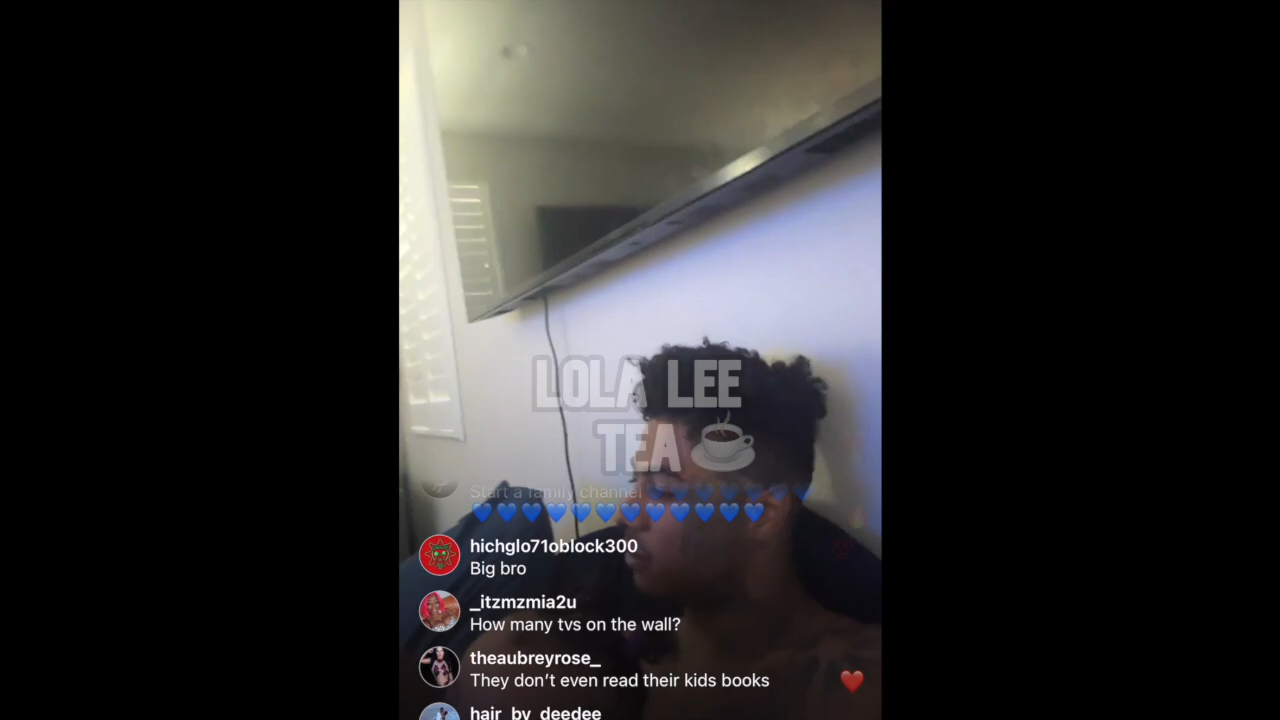 LOLA LEE
TEA
Start a family channel 💙💙💙💙💙💙💙
💙💙💙💙💙💙💙💙💙💙💙💙
hichglo71oblock300
Big bro
_itzmzmia2u
How many tvs on the wall?
theaubreyrose_
They don’t even read their kids books
hair_by_deedee